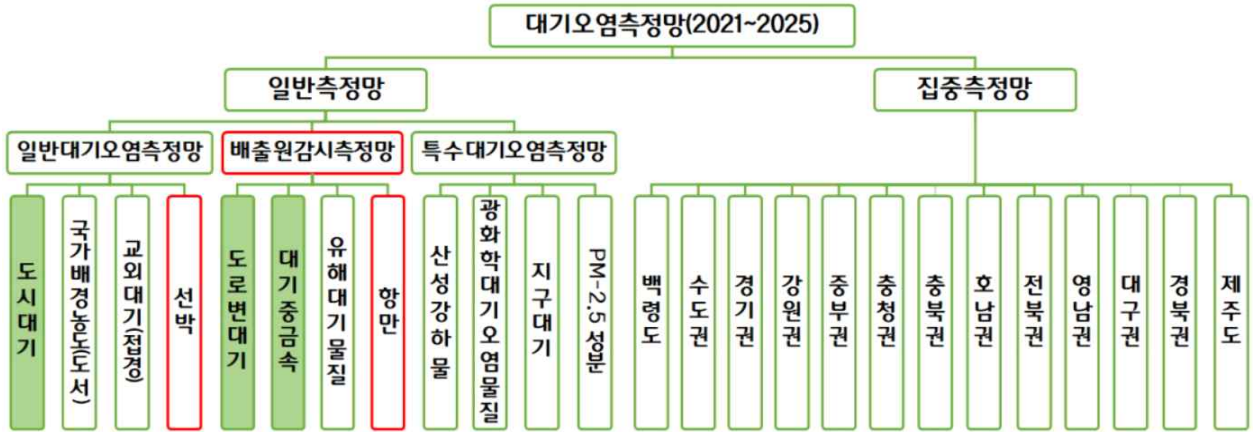 대기오염측정망(2021~2025)
일반측정망
집중측정망
일반대기오염측정망
배출원감시측정망
특수대기오염측정망
도시대기
국가배경농도(도서)
교외대기(접경)
선박
도로변대기
대기중금속
유해대기물질
항만
산성강하물
광화학대기오염물질
지구대기
PM-2.5 성분
백령도
수도권
경기권
강원권
중부권
충청권
충북권
호남권
전북권
영남권
대구권
경북권
제주도